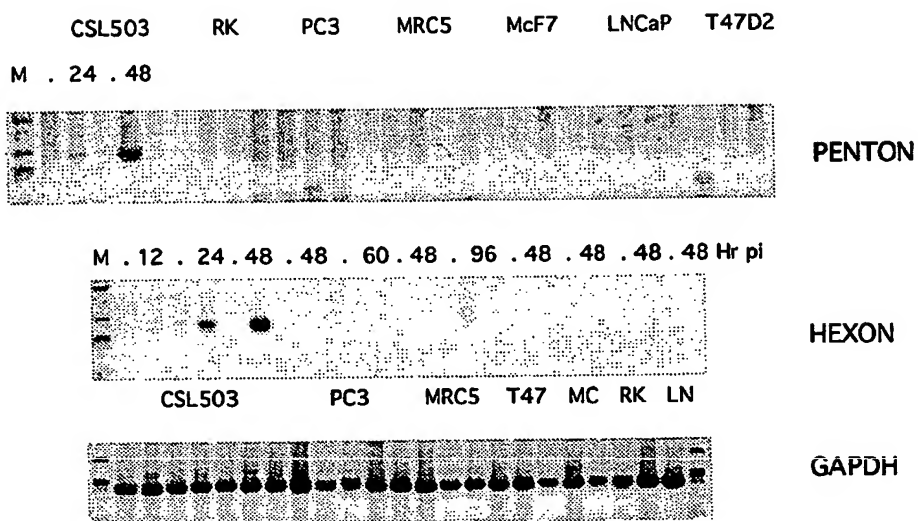 CSL503 RK PC3 MRC5 McF7 LNCaP T47D2
M . 24 . 48
PENTON
M . 12 . 24 . 48 . 48 . 60 . 48 . 96 . 48 . 48 . 48 . 48 Hr pi
HEXON
CSL503 PC3 MRC5 T47 MC RK LN
GAPDH